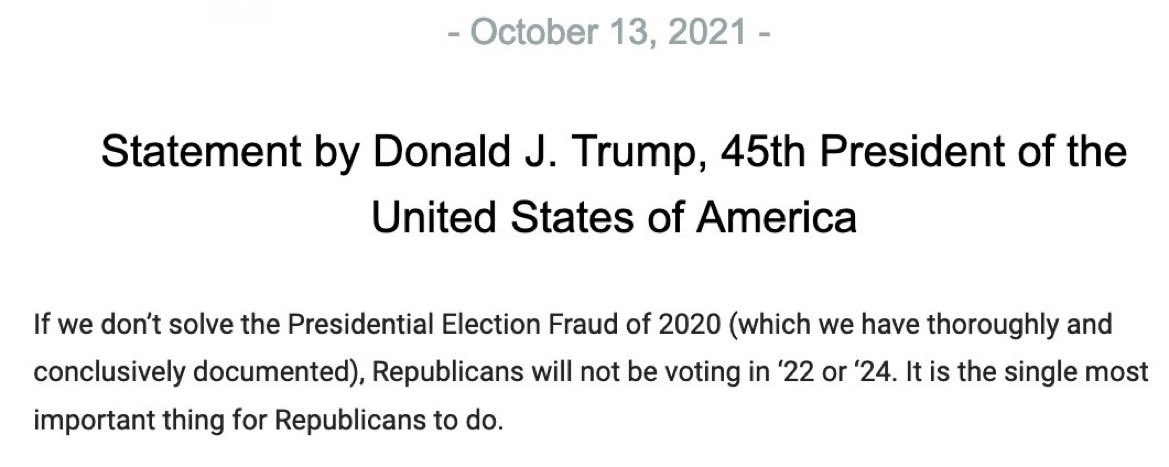 - October 13, 2021 -
Statement by Donald J. Trump, 45th President of the
United States of America
If we don’t solve the Presidential Election Fraud of 2020 (which we have thoroughly and
conclusively documented), Republicans will not be voting in ‘22 or ‘24. It is the single most
important thing for Republicans to do.